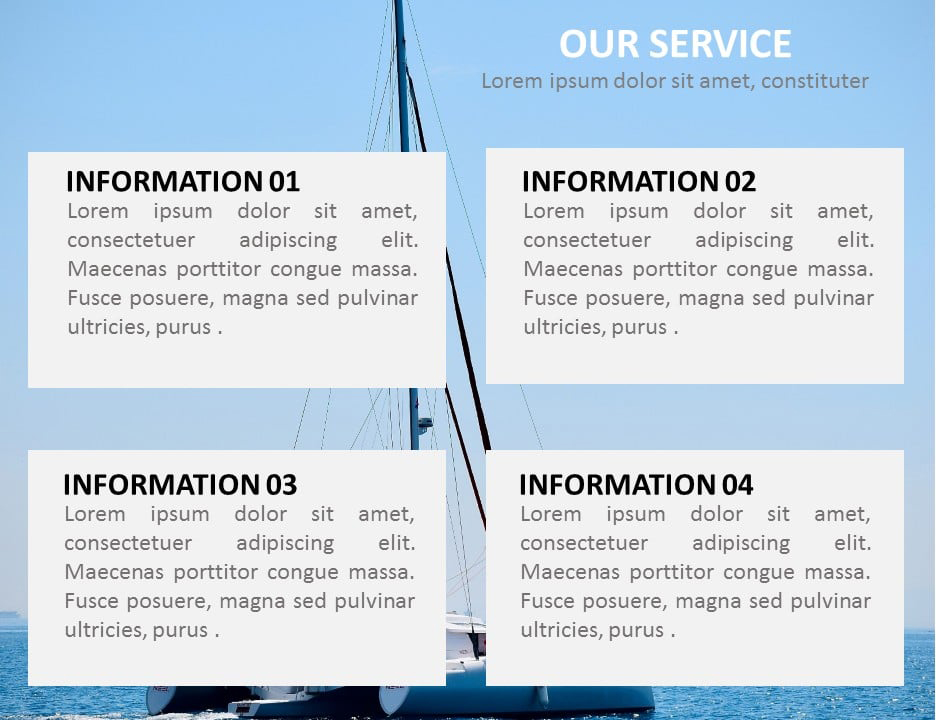 OUR SERVICE
Lorem ipsum dolor sit amet, constituter
INFORMATION 01
Lorem ipsum dolor sit amet,
consectetuer adipiscing elit.
Maecenas porttitor congue massa.
Fusce posuere, magna sed pulvinar
ultricies, purus .
INFORMATION 02
Lorem ipsum dolor sit amet,
consectetuer adipiscing elit.
Maecenas porttitor congue massa.
Fusce posuere, magna sed pulvinar
ultricies, purus .
INFORMATION 03
Lorem ipsum dolor sit amet,
consectetuer adipiscing elit.
Maecenas porttitor congue massa.
Fusce posuere, magna sed pulvinar
ultricies, purus .
INFORMATION 04
Lorem ipsum dolor sit amet,
consectetuer adipiscing elit.
Maecenas porttitor congue massa.
Fusce posuere, magna sed pulvinar
ultricies, purus .